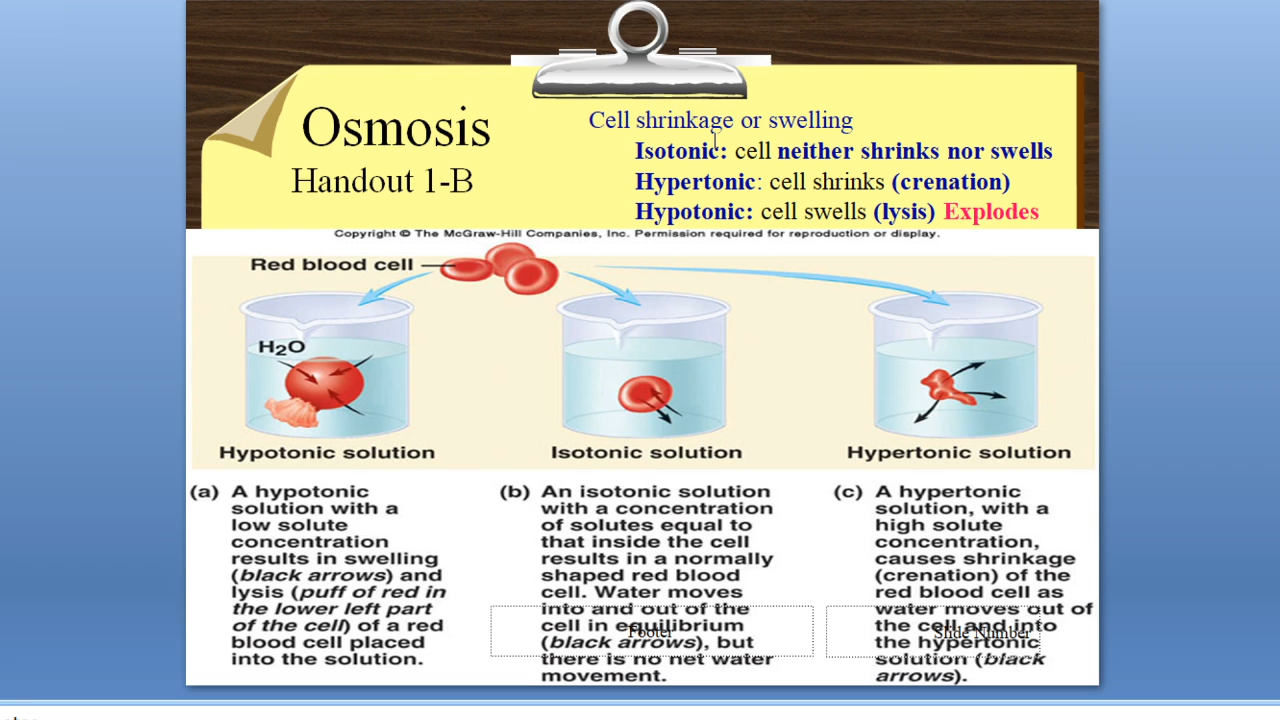 Osmosis
Handout 1-B
Cell shrinkage or swelling
Isotonic: cell neither shrinks nor swells
Hypertonic: cell shrinks (crenation)
Hypotonic: cell swells (lysis) Explodes
Copyright © The McGraw-Hill Companies, Inc. Permission required for reproduction or display.
Red blood cell
H2O
Hypotonic solution
Isotonic solution
Hypertonic solution
(a) A hypotonic
solution with a
low solute
concentration
results in swelling
(black arrows) and
lysis (puff of red in
the lower left part
of the cell) of a red
blood cell placed
into the solution.
(b) An isotonic solution
with a concentration
of solutes equal to
that inside the cell
results in a normally
shaped red blood
cell. Water moves
into and out of the
cell in equilibrium
(black arrows), but
there is no net water
movement.
(c) A hypertonic
solution, with a
high solute
concentration,
causes shrinkage
(crenation) of the
red blood cell as
water moves out of
the cell and into
the hypertonic
solution (black
arrows).
Footer
Slide Number